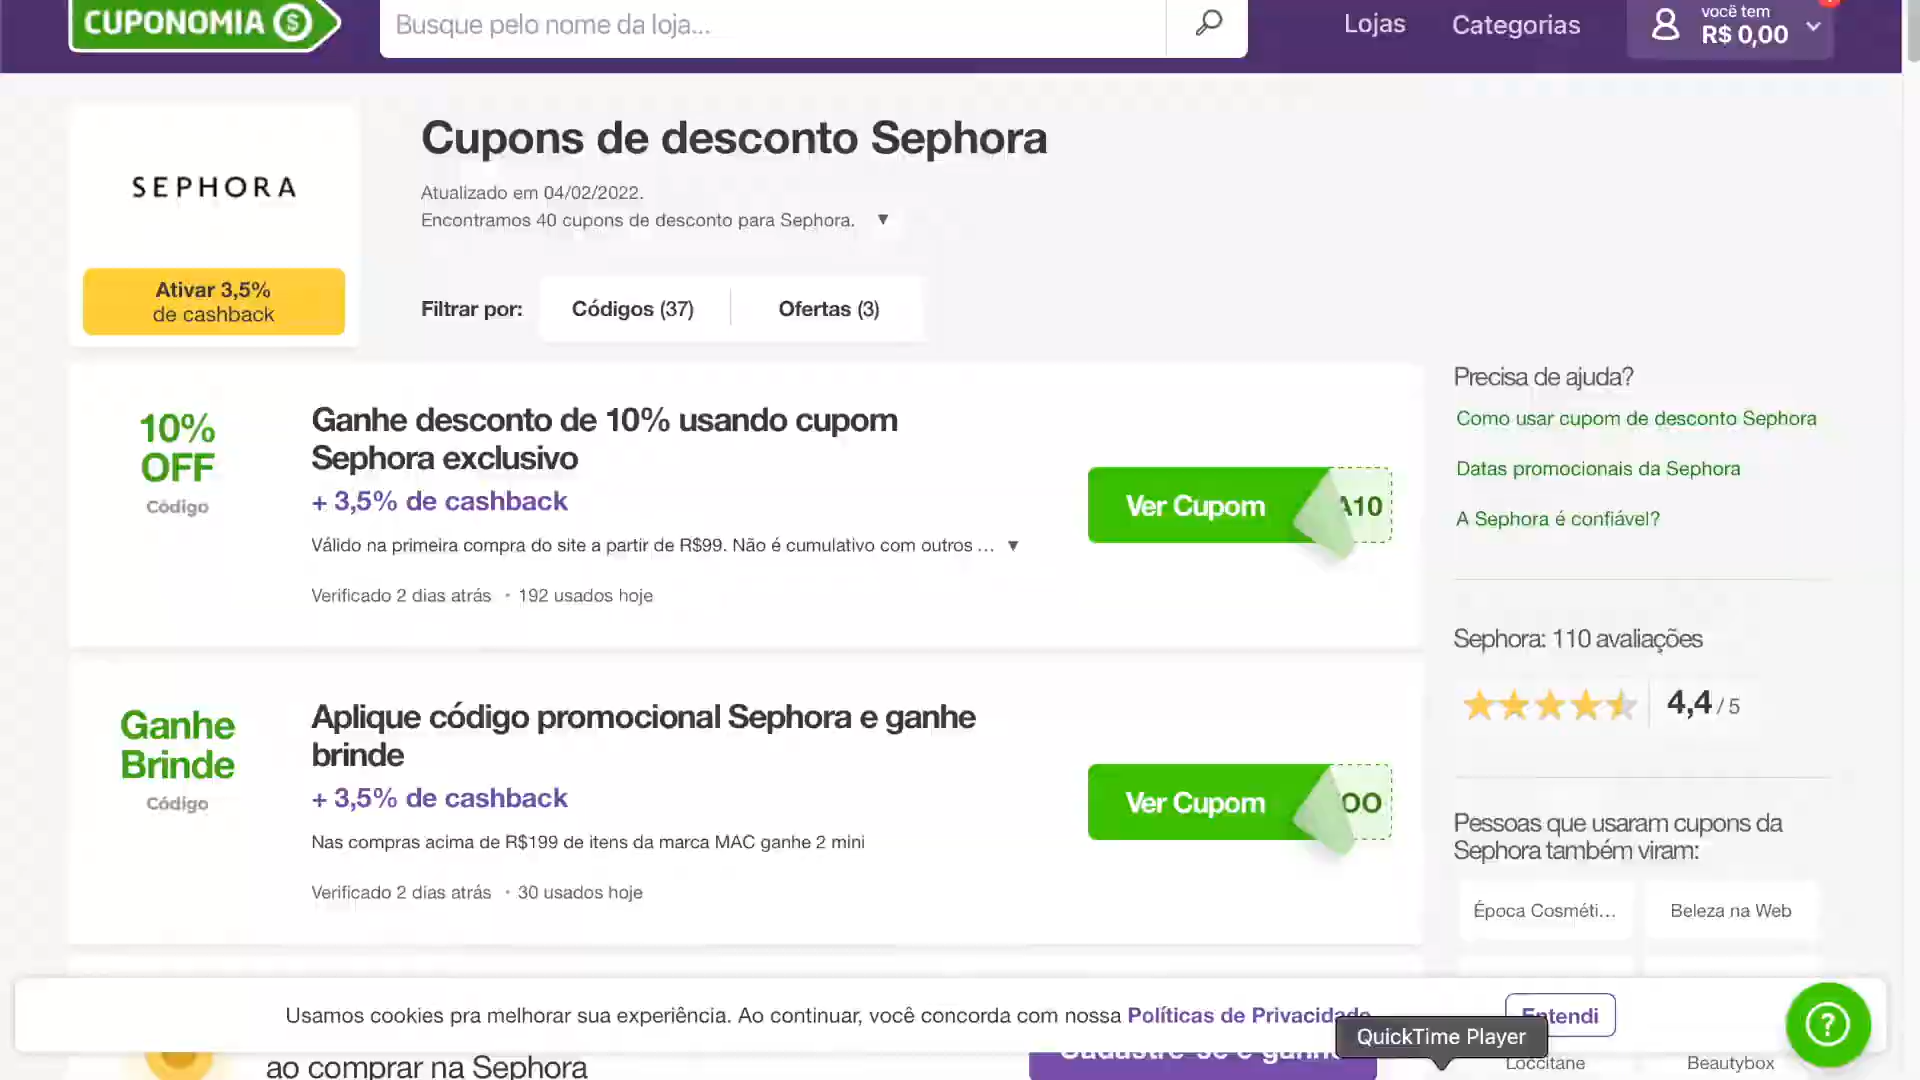 CUPONOMIA
Busque pelo nome da loja...
Lojas
Categorias
você tem
R$ 0,00
SEPHORA
Ativar 3,5%
de cashback
Cupons de desconto Sephora
Atualizado em 04/02/2022.
Encontramos 40 cupons de desconto para Sephora. ▼
Filtrar por:
Códigos (37)
Ofertas (3)
10%
OFF
Código
Ganhe desconto de 10% usando cupom
Sephora exclusivo
+ 3,5% de cashback
Válido na primeira compra do site a partir de R$99. Não é cumulativo com outros ... ▼
Verificado 2 dias atrás • 192 usados hoje
Ver Cupom
A10
Ganhe
Brinde
Código
Aplique código promocional Sephora e ganhe
brinde
+ 3,5% de cashback
Nas compras acima de R$199 de itens da marca MAC ganhe 2 mini
Verificado 2 dias atrás • 30 usados hoje
Ver Cupom
OO
Precisa de ajuda?
Como usar cupom de desconto Sephora
Datas promocionais da Sephora
A Sephora é confiável?
Sephora: 110 avaliações
4,4 / 5
Pessoas que usaram cupons da
Sephora também viram:
Época Cosméti...
Beleza na Web
Usamos cookies pra melhorar sua experiência. Ao continuar, você concorda com nossa Políticas de Privacidade
Entendi
QuickTime Player
?
ao comprar na Sephora
Cadastre-se e ganhe
Loccitane
Beautybox